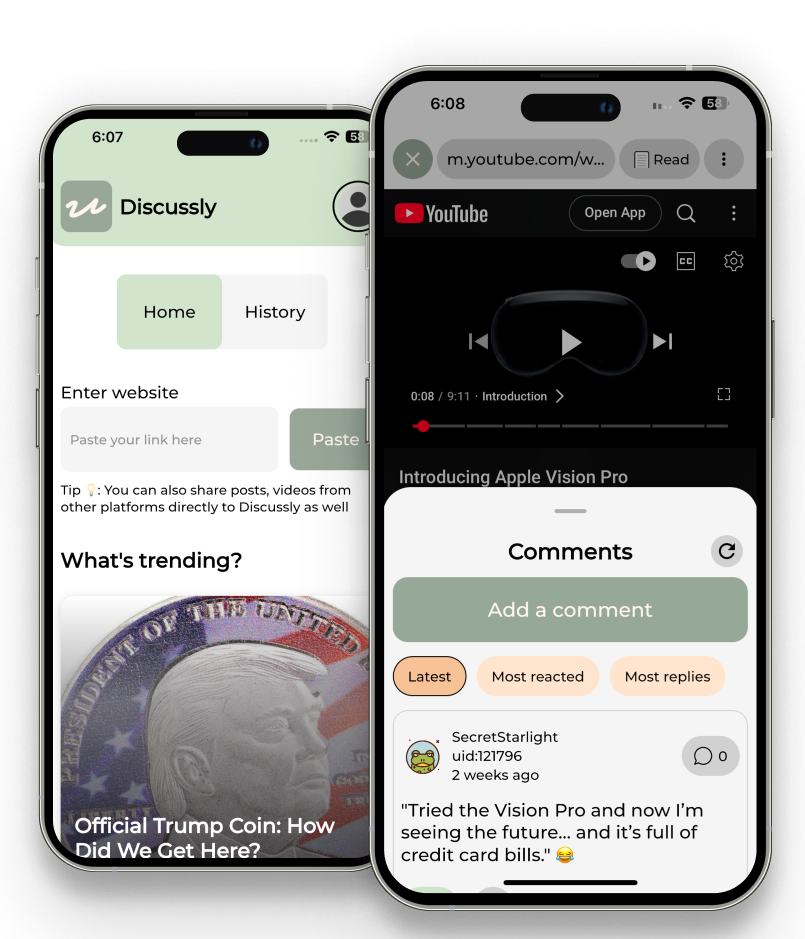 6:07
58
Discussly
Home
History
Enter website
Paste your link here
Paste
Tip 💡: You can also share posts, videos from
other platforms directly to Discussly as well
What's trending?
PRESIDENT OF THE UNITED
LIBERTY
Official Trump Coin: How
Did We Get Here?
6:08
58
m.youtube.com/w...
Read
YouTube
Open App
CC
0:08 / 9:11 · Introduction
Introducing Apple Vision Pro
Comments
Add a comment
Latest
Most reacted
Most replies
SecretStarlight
uid:121796
2 weeks ago
0
"Tried the Vision Pro and now I'm
seeing the future... and it's full of
credit card bills." 😂